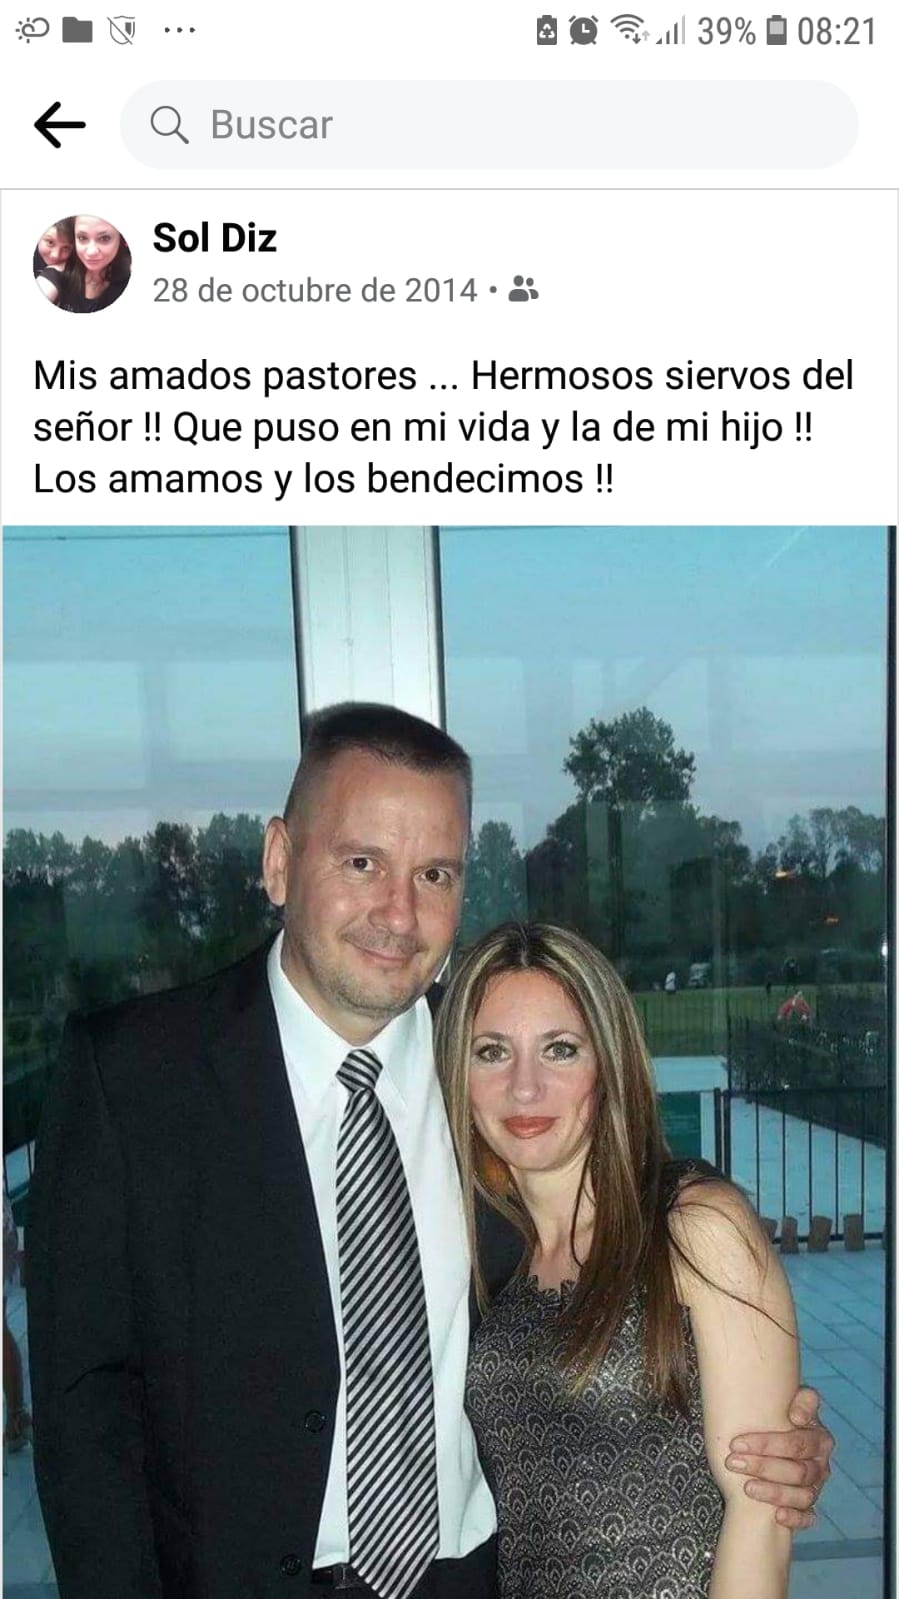 39% 08:21
Buscar
Sol Diz
28 de octubre de 2014 •
Mis amados pastores ... Hermosos siervos del
señor !! Que puso en mi vida y la de mi hijo !!
Los amamos y los bendecimos !!